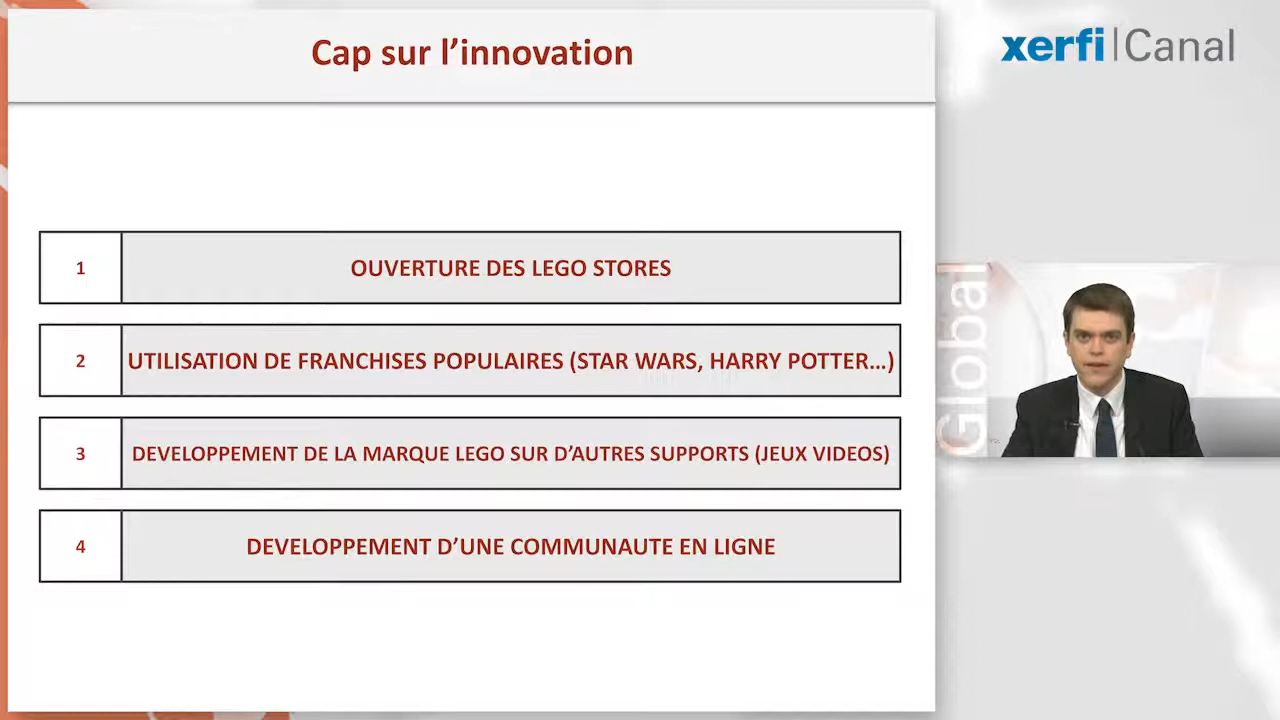 Cap sur l’innovation
xerfi|Canal
1
OUVERTURE DES LEGO STORES
2
UTILISATION DE FRANCHISES POPULAIRES (STAR WARS, HARRY POTTER…)
3
DEVELOPPEMENT DE LA MARQUE LEGO SUR D’AUTRES SUPPORTS (JEUX VIDEOS)
4
DEVELOPPEMENT D’UNE COMMUNAUTE EN LIGNE
Global